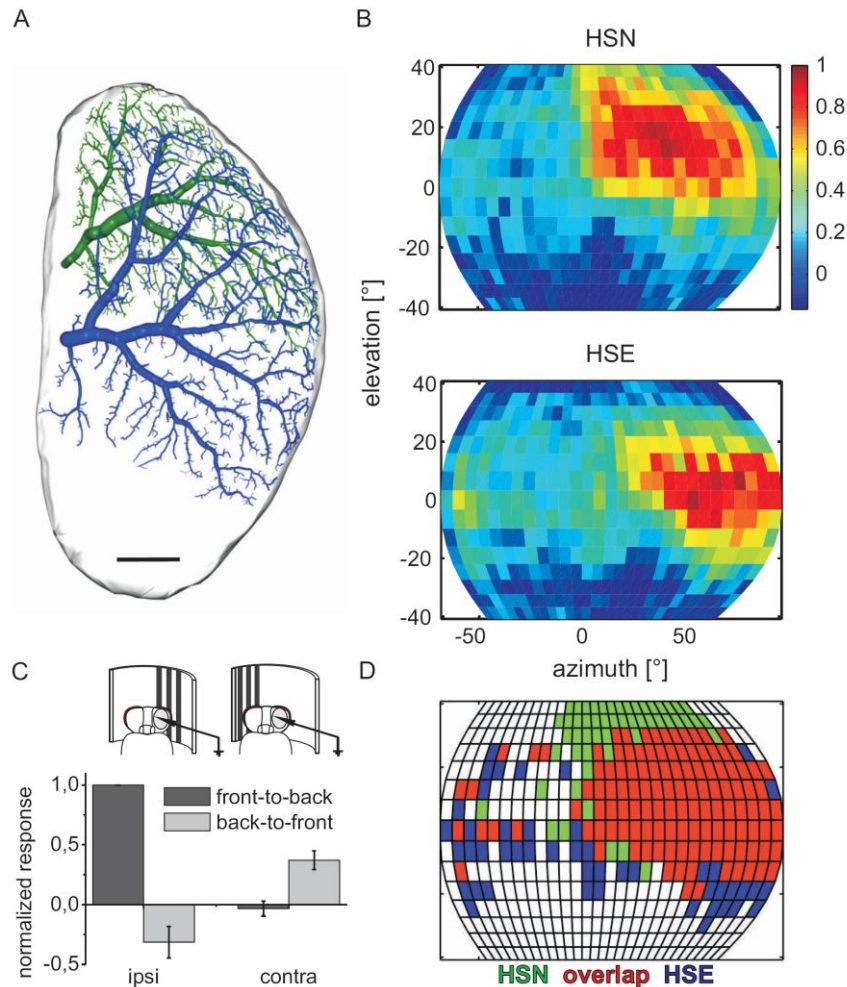 A
B
HSN
40
20
0
-20
-40
1
0.8
0.6
0.4
0.2
0
elevation [°]
HSE
40
20
0
-20
-40
-50
0
50
azimuth [°]
C
normalized response
1,0
0,5
0,0
-0,5
front-to-back
back-to-front
ipsi
contra
D
HSN overlap HSE